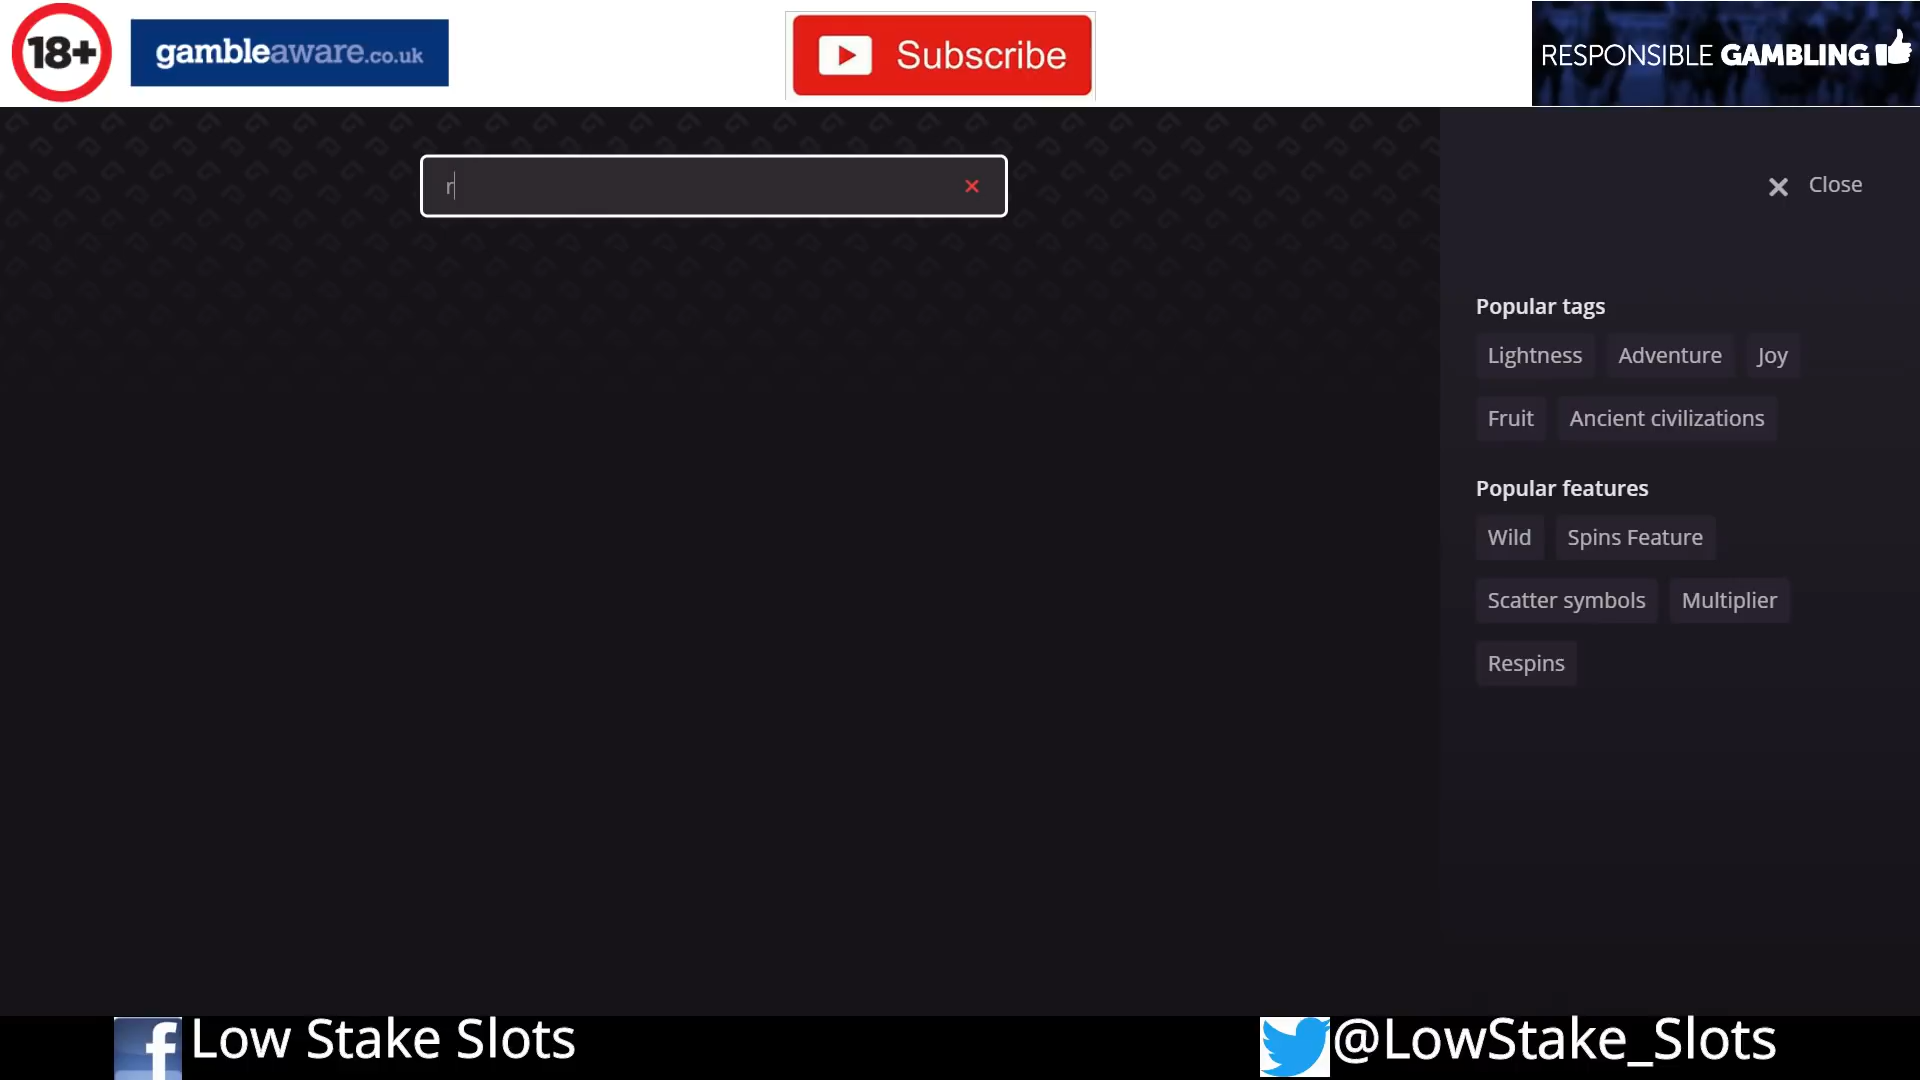 18+
gambleaware.co.uk
Subscribe
RESPONSIBLE GAMBLING
r
Close
Popular tags
Lightness Adventure Joy
Fruit Ancient civilizations
Popular features
Wild Spins Feature
Scatter symbols Multiplier
Respins
Low Stake Slots
@LowStake_Slots